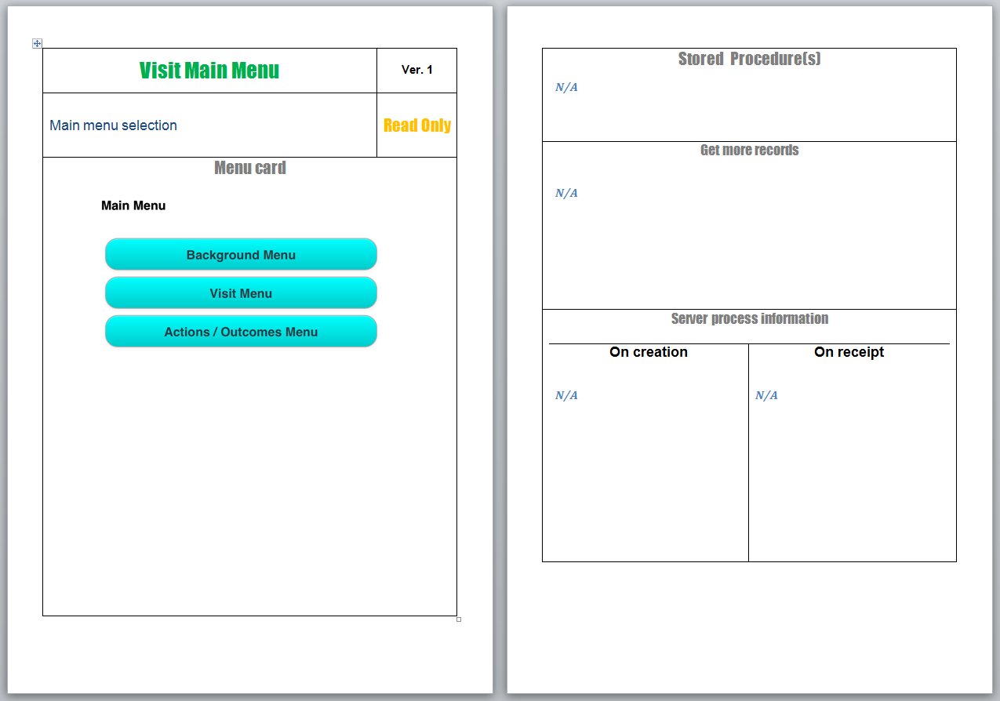 Visit Main Menu
Ver. 1
Main menu selection
Read Only
Menu card
Main Menu
Background Menu
Visit Menu
Actions / Outcomes Menu
Stored Procedure(s)
N/A
Get more records
N/A
Server process information
On creation
On receipt
N/A
N/A